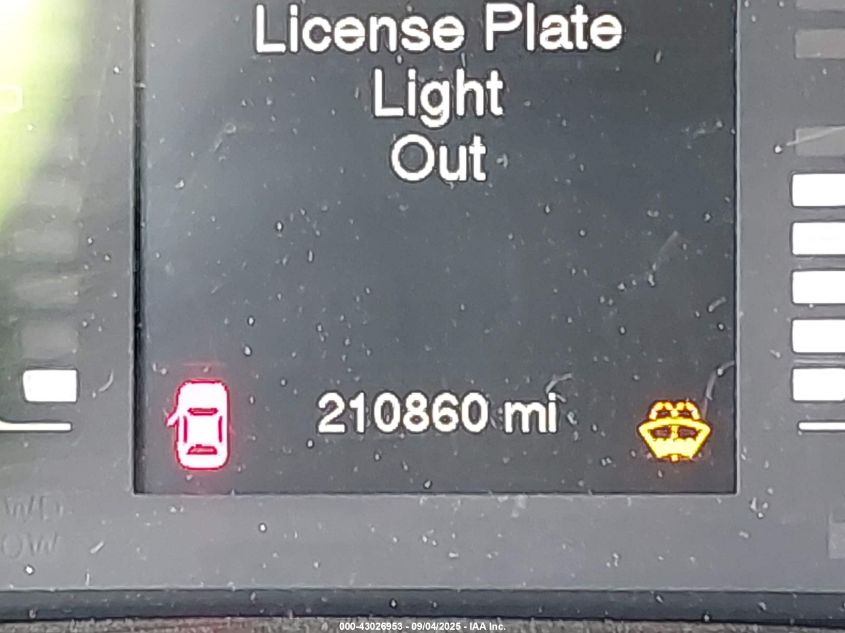 License Plate
Light
Out
210860 mi
000-43026953 - 09/04/2025 - IAA Inc.